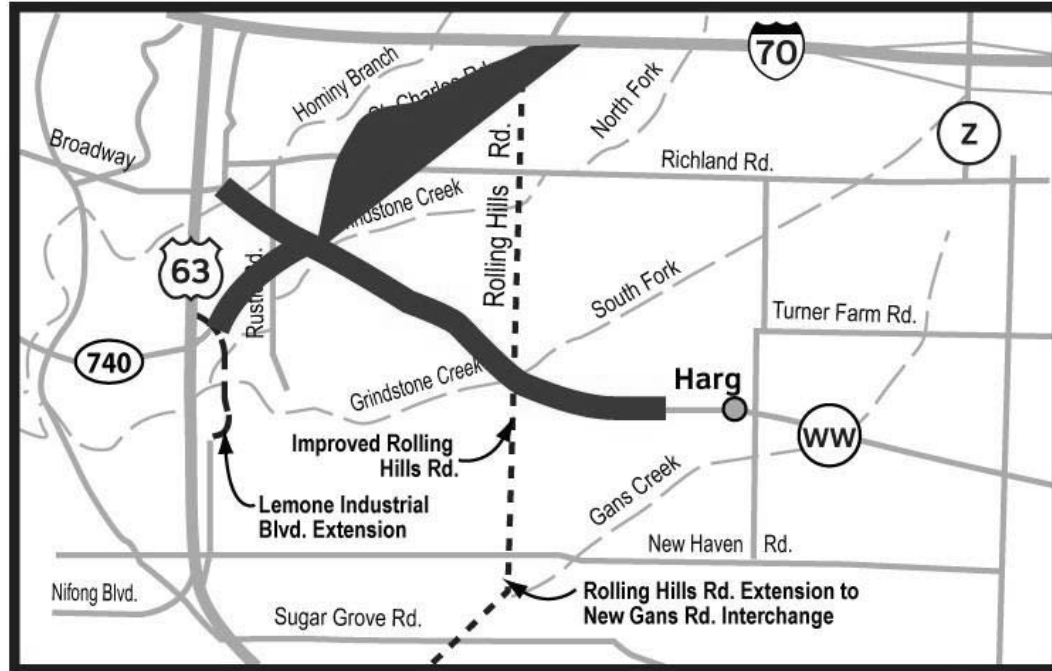 70
Hominy Branch
Charles Rd.
North Fork
Z
Broadway
Richland Rd.
Rolling Hills Rd.
Grindstone Creek
63
South Fork
Turner Farm Rd.
740
Grindstone Creek
Harg
WW
Improved Rolling
Hills Rd.
Gans Creek
Lemone Industrial
Blvd. Extension
New Haven Rd.
Nifong Blvd.
Rolling Hills Rd. Extension to
New Gans Rd. Interchange
Sugar Grove Rd.